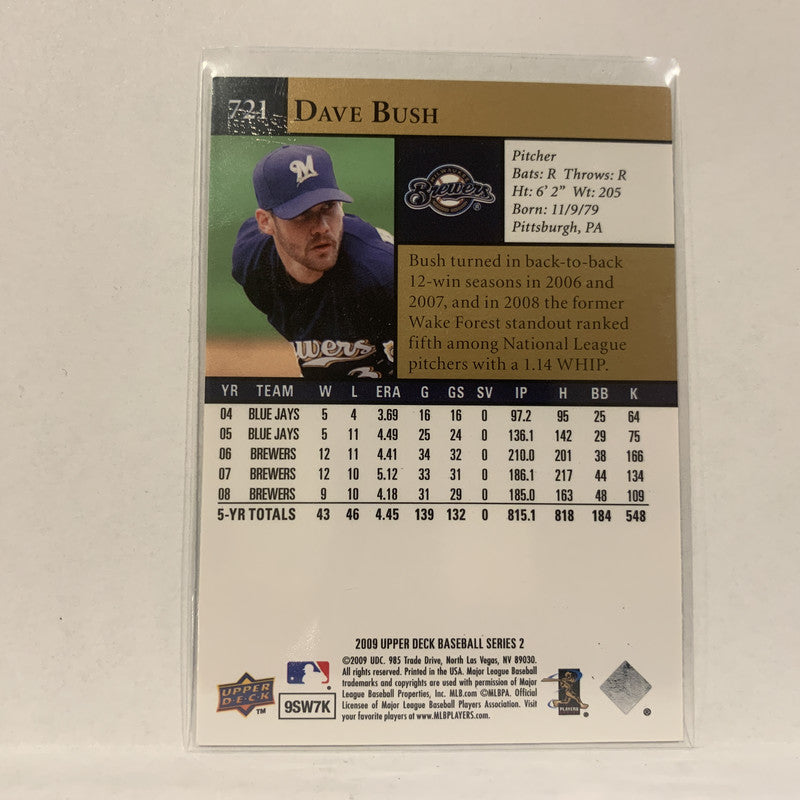 721 DAVE BUSH
M
MILWAUKEE
Brewers
®
Pitcher
Bats: R Throws: R
Ht: 6' 2" Wt: 205
Born: 11/9/79
Pittsburgh, PA
Bush turned in back-to-back
12-win seasons in 2006 and
2007, and in 2008 the former
Wake Forest standout ranked
fifth among National League
pitchers with a 1.14 WHIP.
ewers
YR TEAM W L ERA G GS SV IP H BB K
04 BLUE JAYS 5 4 3.69 16 16 0 97.2 95 25 64
05 BLUE JAYS 5 11 4.49 25 24 0 136.1 142 29 75
06 BREWERS 12 11 4.41 34 32 0 210.0 201 38 166
07 BREWERS 12 10 5.12 33 31 0 186.1 217 44 134
08 BREWERS 9 10 4.18 31 29 0 185.0 163 48 109
5-YR TOTALS 43 46 4.45 139 132 0 815.1 818 184 548
2009 UPPER DECK BASEBALL SERIES 2
©2009 UDC. 985 Trade Drive, North Las Vegas, NV 89030.
All rights reserved. Printed in the USA. Major League Baseball
trademarks and copyrights are used with permission of Major
League Baseball Properties, Inc. MLB.com ©MLBPA. Official
Licensee of Major League Baseball Players Association. Visit
your favorite players at www.MLBPLAYERS.com.
UPPER
DECK
TM
9SW7K
PLAYERS
®